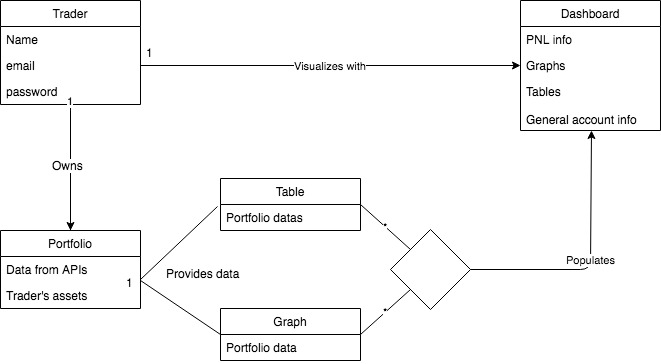 Trader
Name
email
password
1
1
Visualizes with
Dashboard
PNL info
Graphs
Tables
General account info
Owns
Portfolio
Data from APIs
Trader's assets
1
Provides data
Table
Portfolio datas
*
Graph
Portfolio data
*
Populates